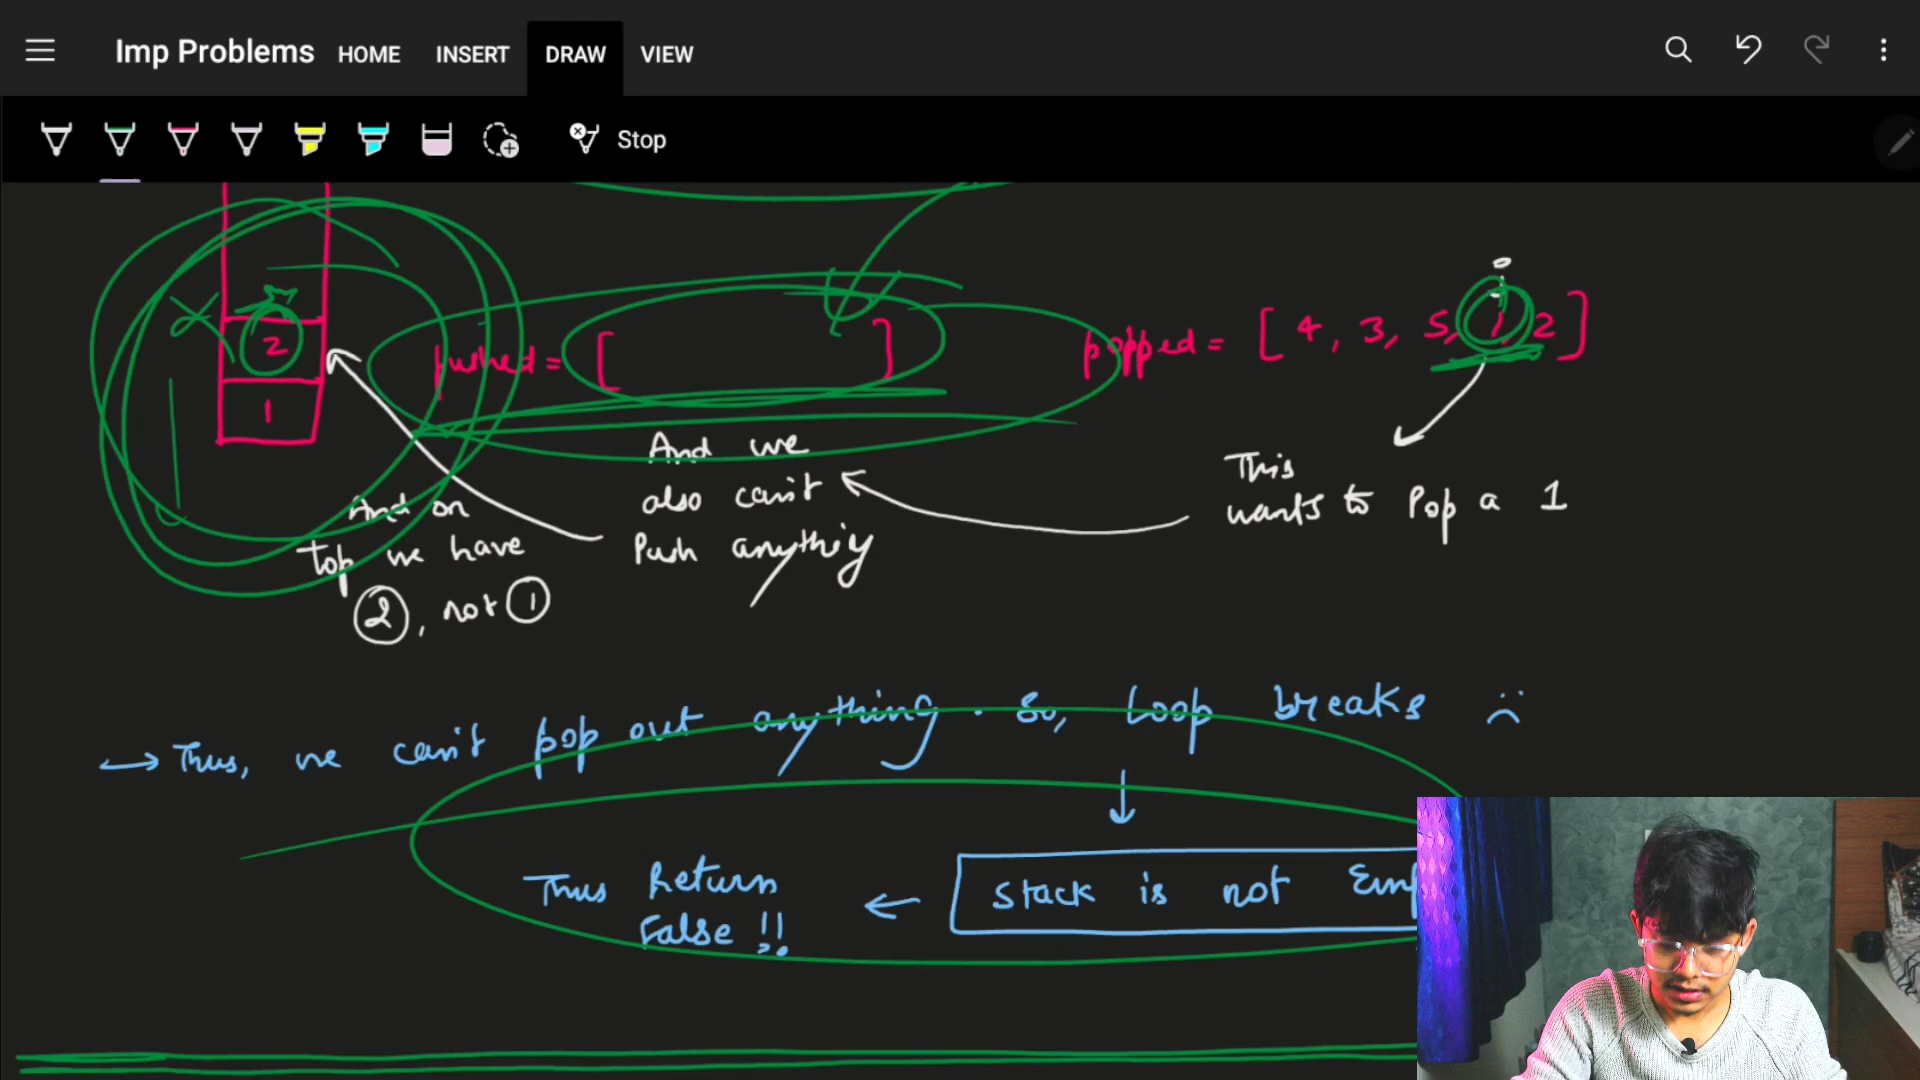 Imp Problems HOME INSERT DRAW VIEW
Stop
2
1
pushed = [ ]
popped = [ 4, 3, 5, 1, 2 ]
And we
also can't
Push anything
This
wants to Pop a 1
And on
top we have
2, not 1
→ Thus, we can't pop out anything. So, Loop breaks
Stack is not
Thus Return
False !!